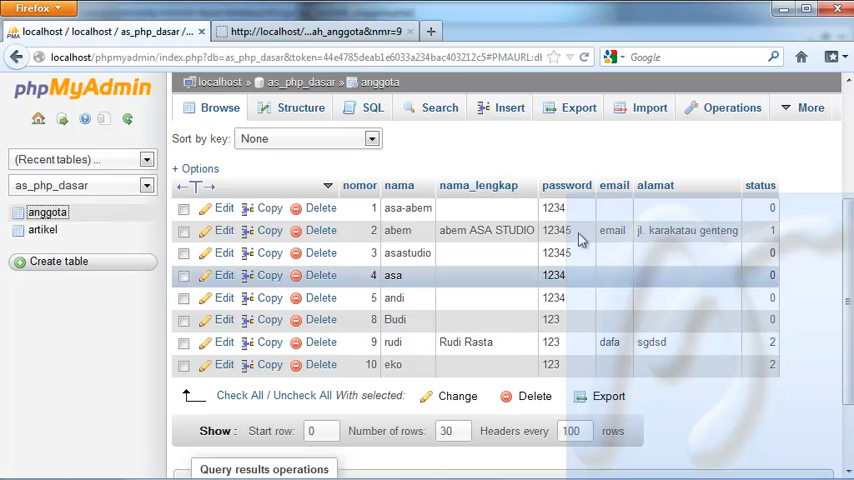 Firefox
localhost / localhost / as_php_dasar /...
http://localhost/...ah_anggota&nmr=9
localhost/phpmyadmin/index.php?db=as_php_dasar&token=44e4785deab1e6033a234bac403212c5#PMAURL:dl
Google
phpMyAdmin
(Recent tables) ...
as_php_dasar
anggota
artikel
Create table
localhost » as_php_dasar » anggota
Browse Structure SQL Search Insert Export Import Operations More
Sort by key: None
+ Options
←T→ nomor nama nama_lengkap password email alamat status
Edit Copy Delete 1 asa-abem 1234 0
Edit Copy Delete 2 abem abem ASA STUDIO 12345 email jl. karakatau genteng 1
Edit Copy Delete 3 asastudio 12345 0
Edit Copy Delete 4 asa 1234 0
Edit Copy Delete 5 andi 1234 0
Edit Copy Delete 8 Budi 123 0
Edit Copy Delete 9 rudi Rudi Rasta 123 dafa sgdsd 2
Edit Copy Delete 10 eko 123 2
Check All / Uncheck All With selected: Change Delete Export
Show : Start row: 0 Number of rows: 30 Headers every 100 rows
Query results operations